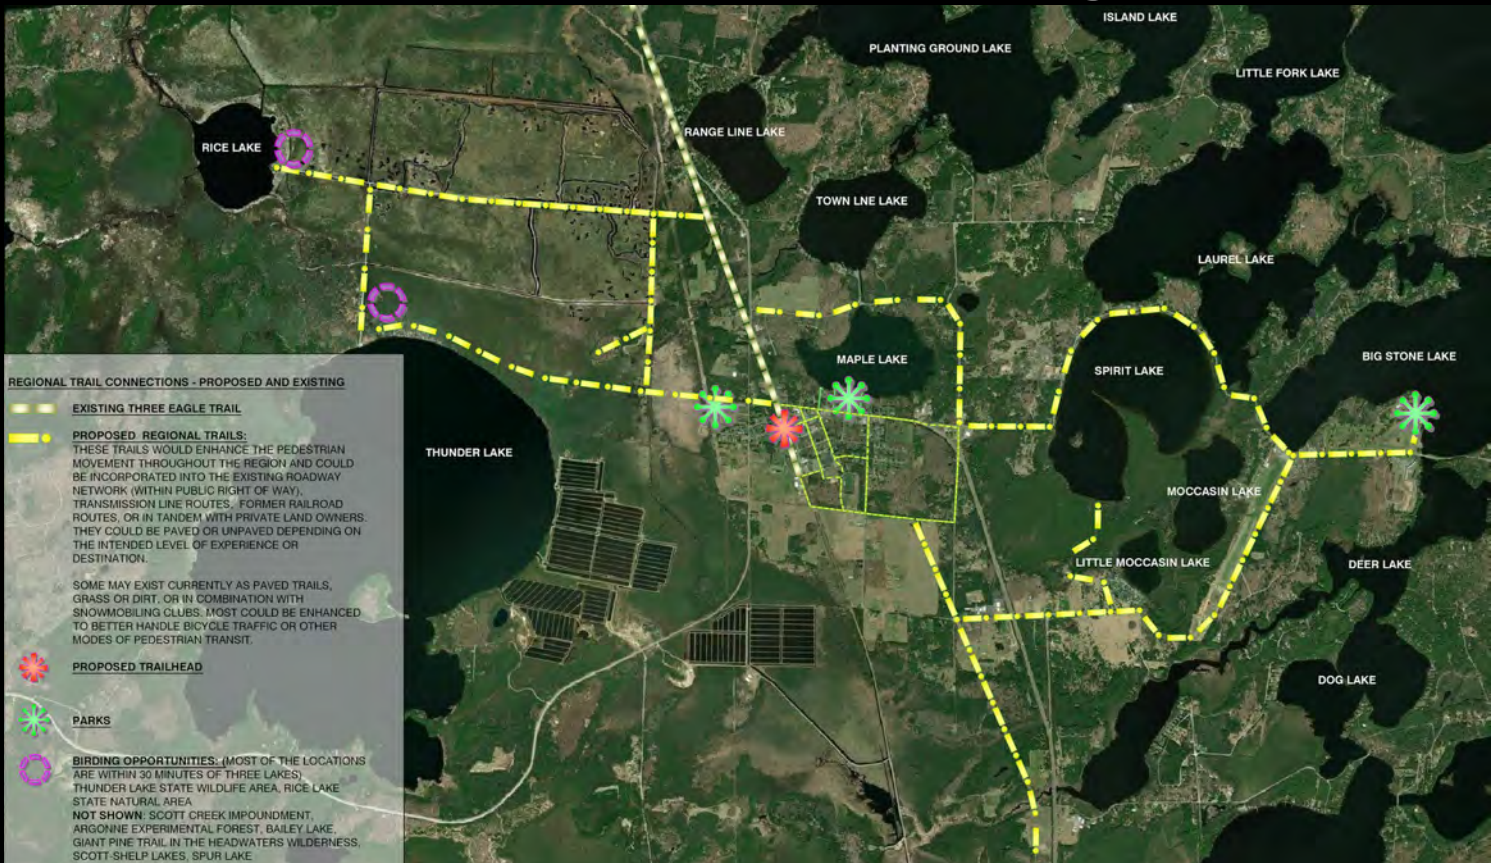 ISLAND LAKE
PLANTING GROUND LAKE
LITTLE FORK LAKE
RANGE LINE LAKE
RICE LAKE
TOWN LNE LAKE
LAUREL LAKE
MAPLE LAKE
BIG STONE LAKE
SPIRIT LAKE
THUNDER LAKE
MOCCASIN LAKE
LITTLE MOCCASIN LAKE
DEER LAKE
DOG LAKE
REGIONAL TRAIL CONNECTIONS - PROPOSED AND EXISTING
EXISTING THREE EAGLE TRAIL
PROPOSED REGIONAL TRAILS:
THESE TRAILS WOULD ENHANCE THE PEDESTRIAN
MOVEMENT THROUGHOUT THE REGION AND COULD
BE INCORPORATED INTO THE EXISTING ROADWAY
NETWORK (WITHIN PUBLIC RIGHT OF WAY),
TRANSMISSION LINE ROUTES, FORMER RAILROAD
ROUTES, OR IN TANDEM WITH PRIVATE LAND OWNERS.
THEY COULD BE PAVED OR UNPAVED DEPENDING ON
THE INTENDED LEVEL OF EXPERIENCE OR
DESTINATION.
SOME MAY EXIST CURRENTLY AS PAVED TRAILS,
GRASS OR DIRT, OR IN COMBINATION WITH
SNOWMOBILING CLUBS. MOST COULD BE ENHANCED
TO BETTER HANDLE BICYCLE TRAFFIC OR OTHER
MODES OF PEDESTRIAN TRANSIT.
PROPOSED TRAILHEAD
PARKS
BIRDING OPPORTUNITIES: (MOST OF THE LOCATIONS
ARE WITHIN 30 MINUTES OF THREE LAKES)
THUNDER LAKE STATE WILDLIFE AREA, RICE LAKE
STATE NATURAL AREA
NOT SHOWN: SCOTT CREEK IMPOUNDMENT,
ARGONNE EXPERIMENTAL FOREST, BAILEY LAKE,
GIANT PINE TRAIL IN THE HEADWATERS WILDERNESS,
SCOTT-SHELP LAKES, SPUR LAKE